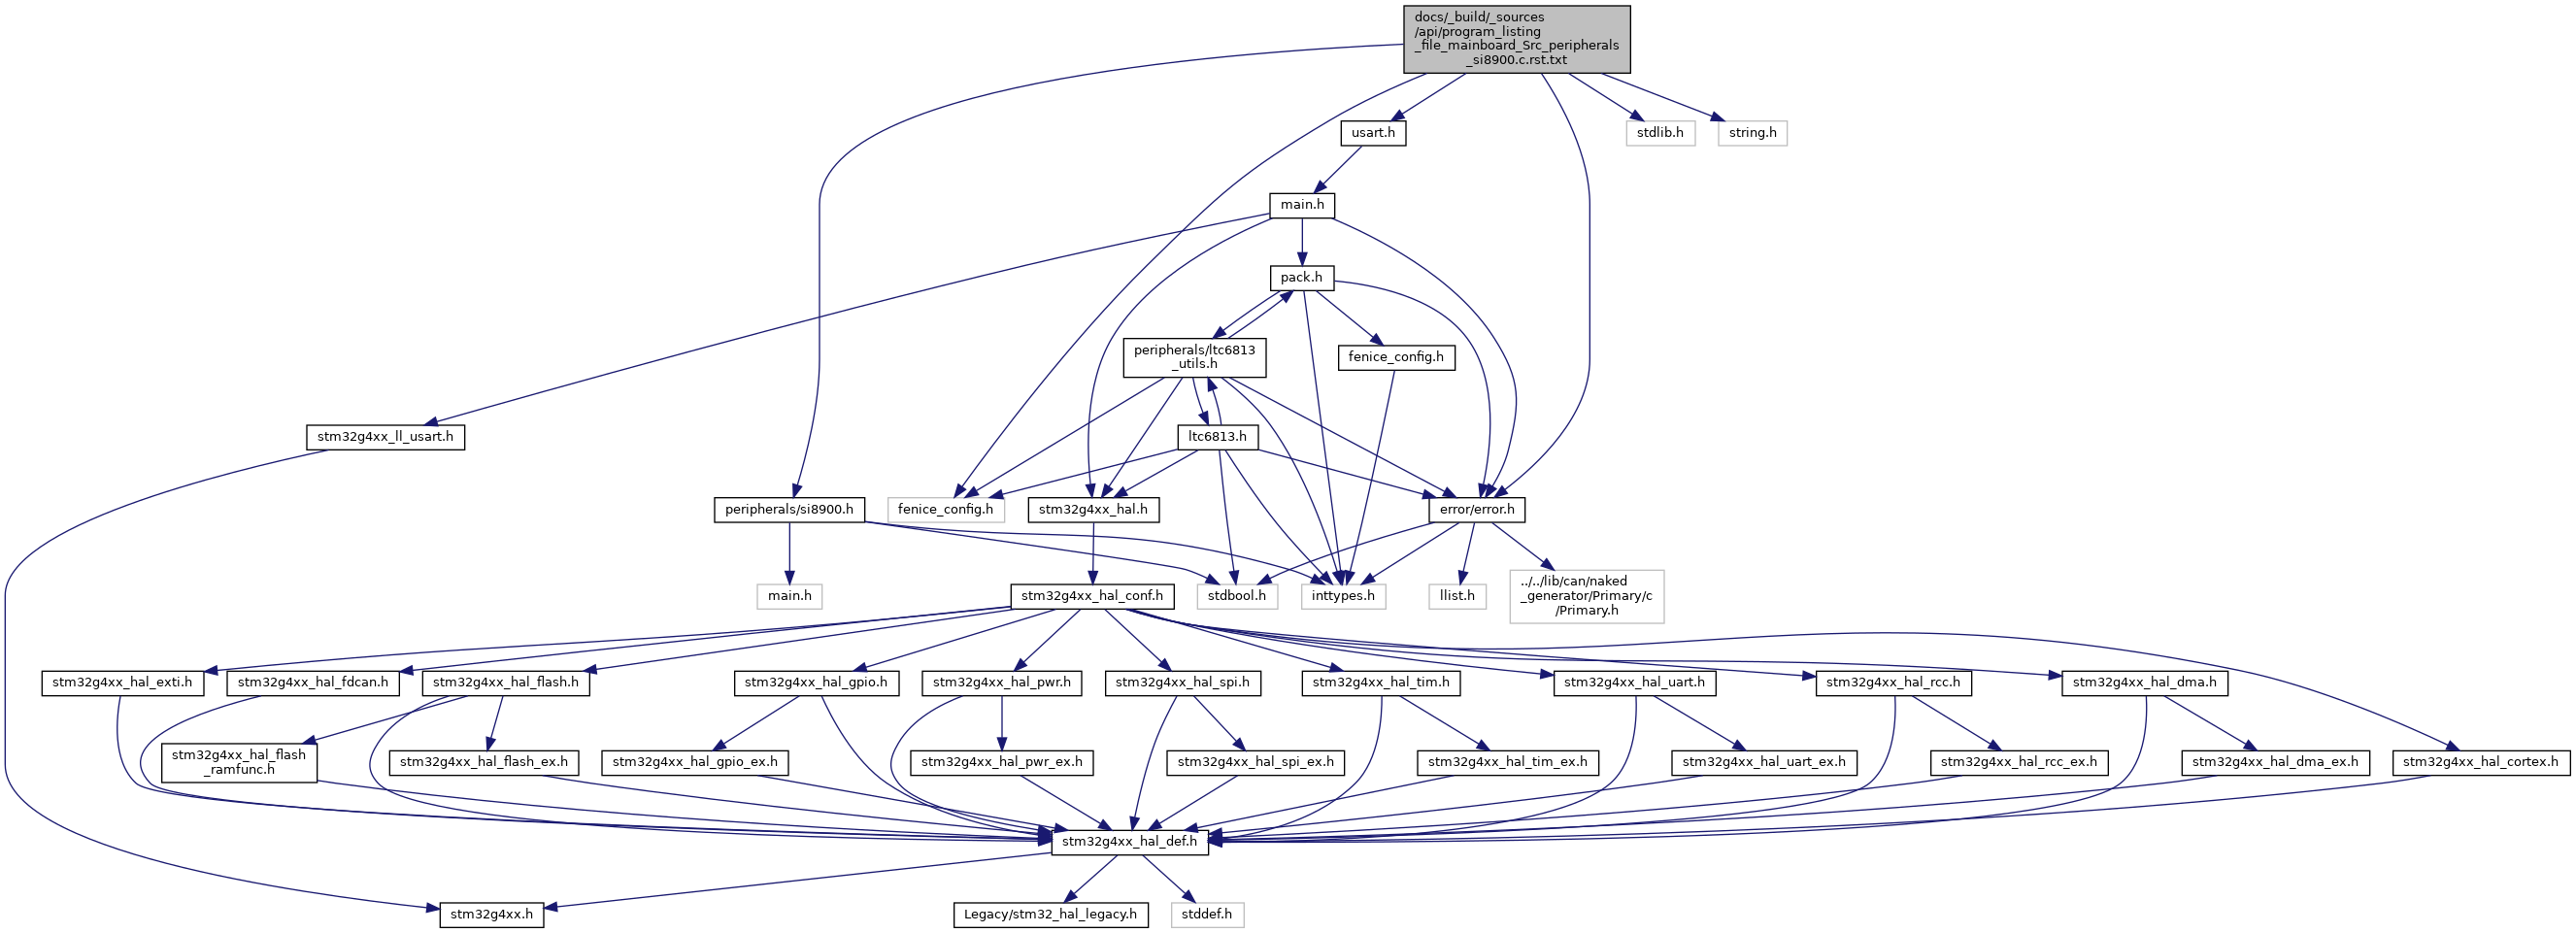 docs/_build/_sources
/api/program_listing
_file_mainboard_Src_peripherals
_si8900.c.rst.txt
usart.h
stdlib.h
string.h
main.h
pack.h
peripherals/ltc6813
_utils.h
fenice_config.h
stm32g4xx_ll_usart.h
ltc6813.h
peripherals/si8900.h
fenice_config.h
stm32g4xx_hal.h
error/error.h
main.h
stm32g4xx_hal_conf.h
stdbool.h
inttypes.h
llist.h
../../lib/can/naked
_generator/Primary/c
/Primary.h
stm32g4xx_hal_exti.h
stm32g4xx_hal_fdcan.h
stm32g4xx_hal_flash.h
stm32g4xx_hal_gpio.h
stm32g4xx_hal_pwr.h
stm32g4xx_hal_spi.h
stm32g4xx_hal_tim.h
stm32g4xx_hal_uart.h
stm32g4xx_hal_rcc.h
stm32g4xx_hal_dma.h
stm32g4xx_hal_flash
_ramfunc.h
stm32g4xx_hal_flash_ex.h
stm32g4xx_hal_gpio_ex.h
stm32g4xx_hal_pwr_ex.h
stm32g4xx_hal_spi_ex.h
stm32g4xx_hal_tim_ex.h
stm32g4xx_hal_uart_ex.h
stm32g4xx_hal_rcc_ex.h
stm32g4xx_hal_dma_ex.h
stm32g4xx_hal_cortex.h
stm32g4xx_hal_def.h
stm32g4xx.h
Legacy/stm32_hal_legacy.h
stddef.h